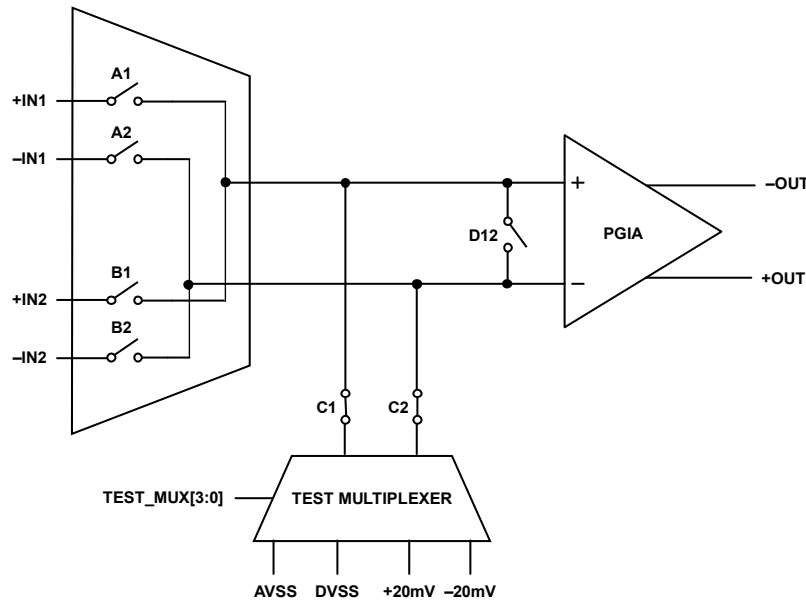 A1
+IN1
A2
–IN1
+
D12
PGIA
–OUT
B1
+IN2
–
+OUT
B2
–IN2
C1
C2
TEST_MUX[3:0]
TEST MULTIPLEXER
AVSS DVSS +20mV –20mV